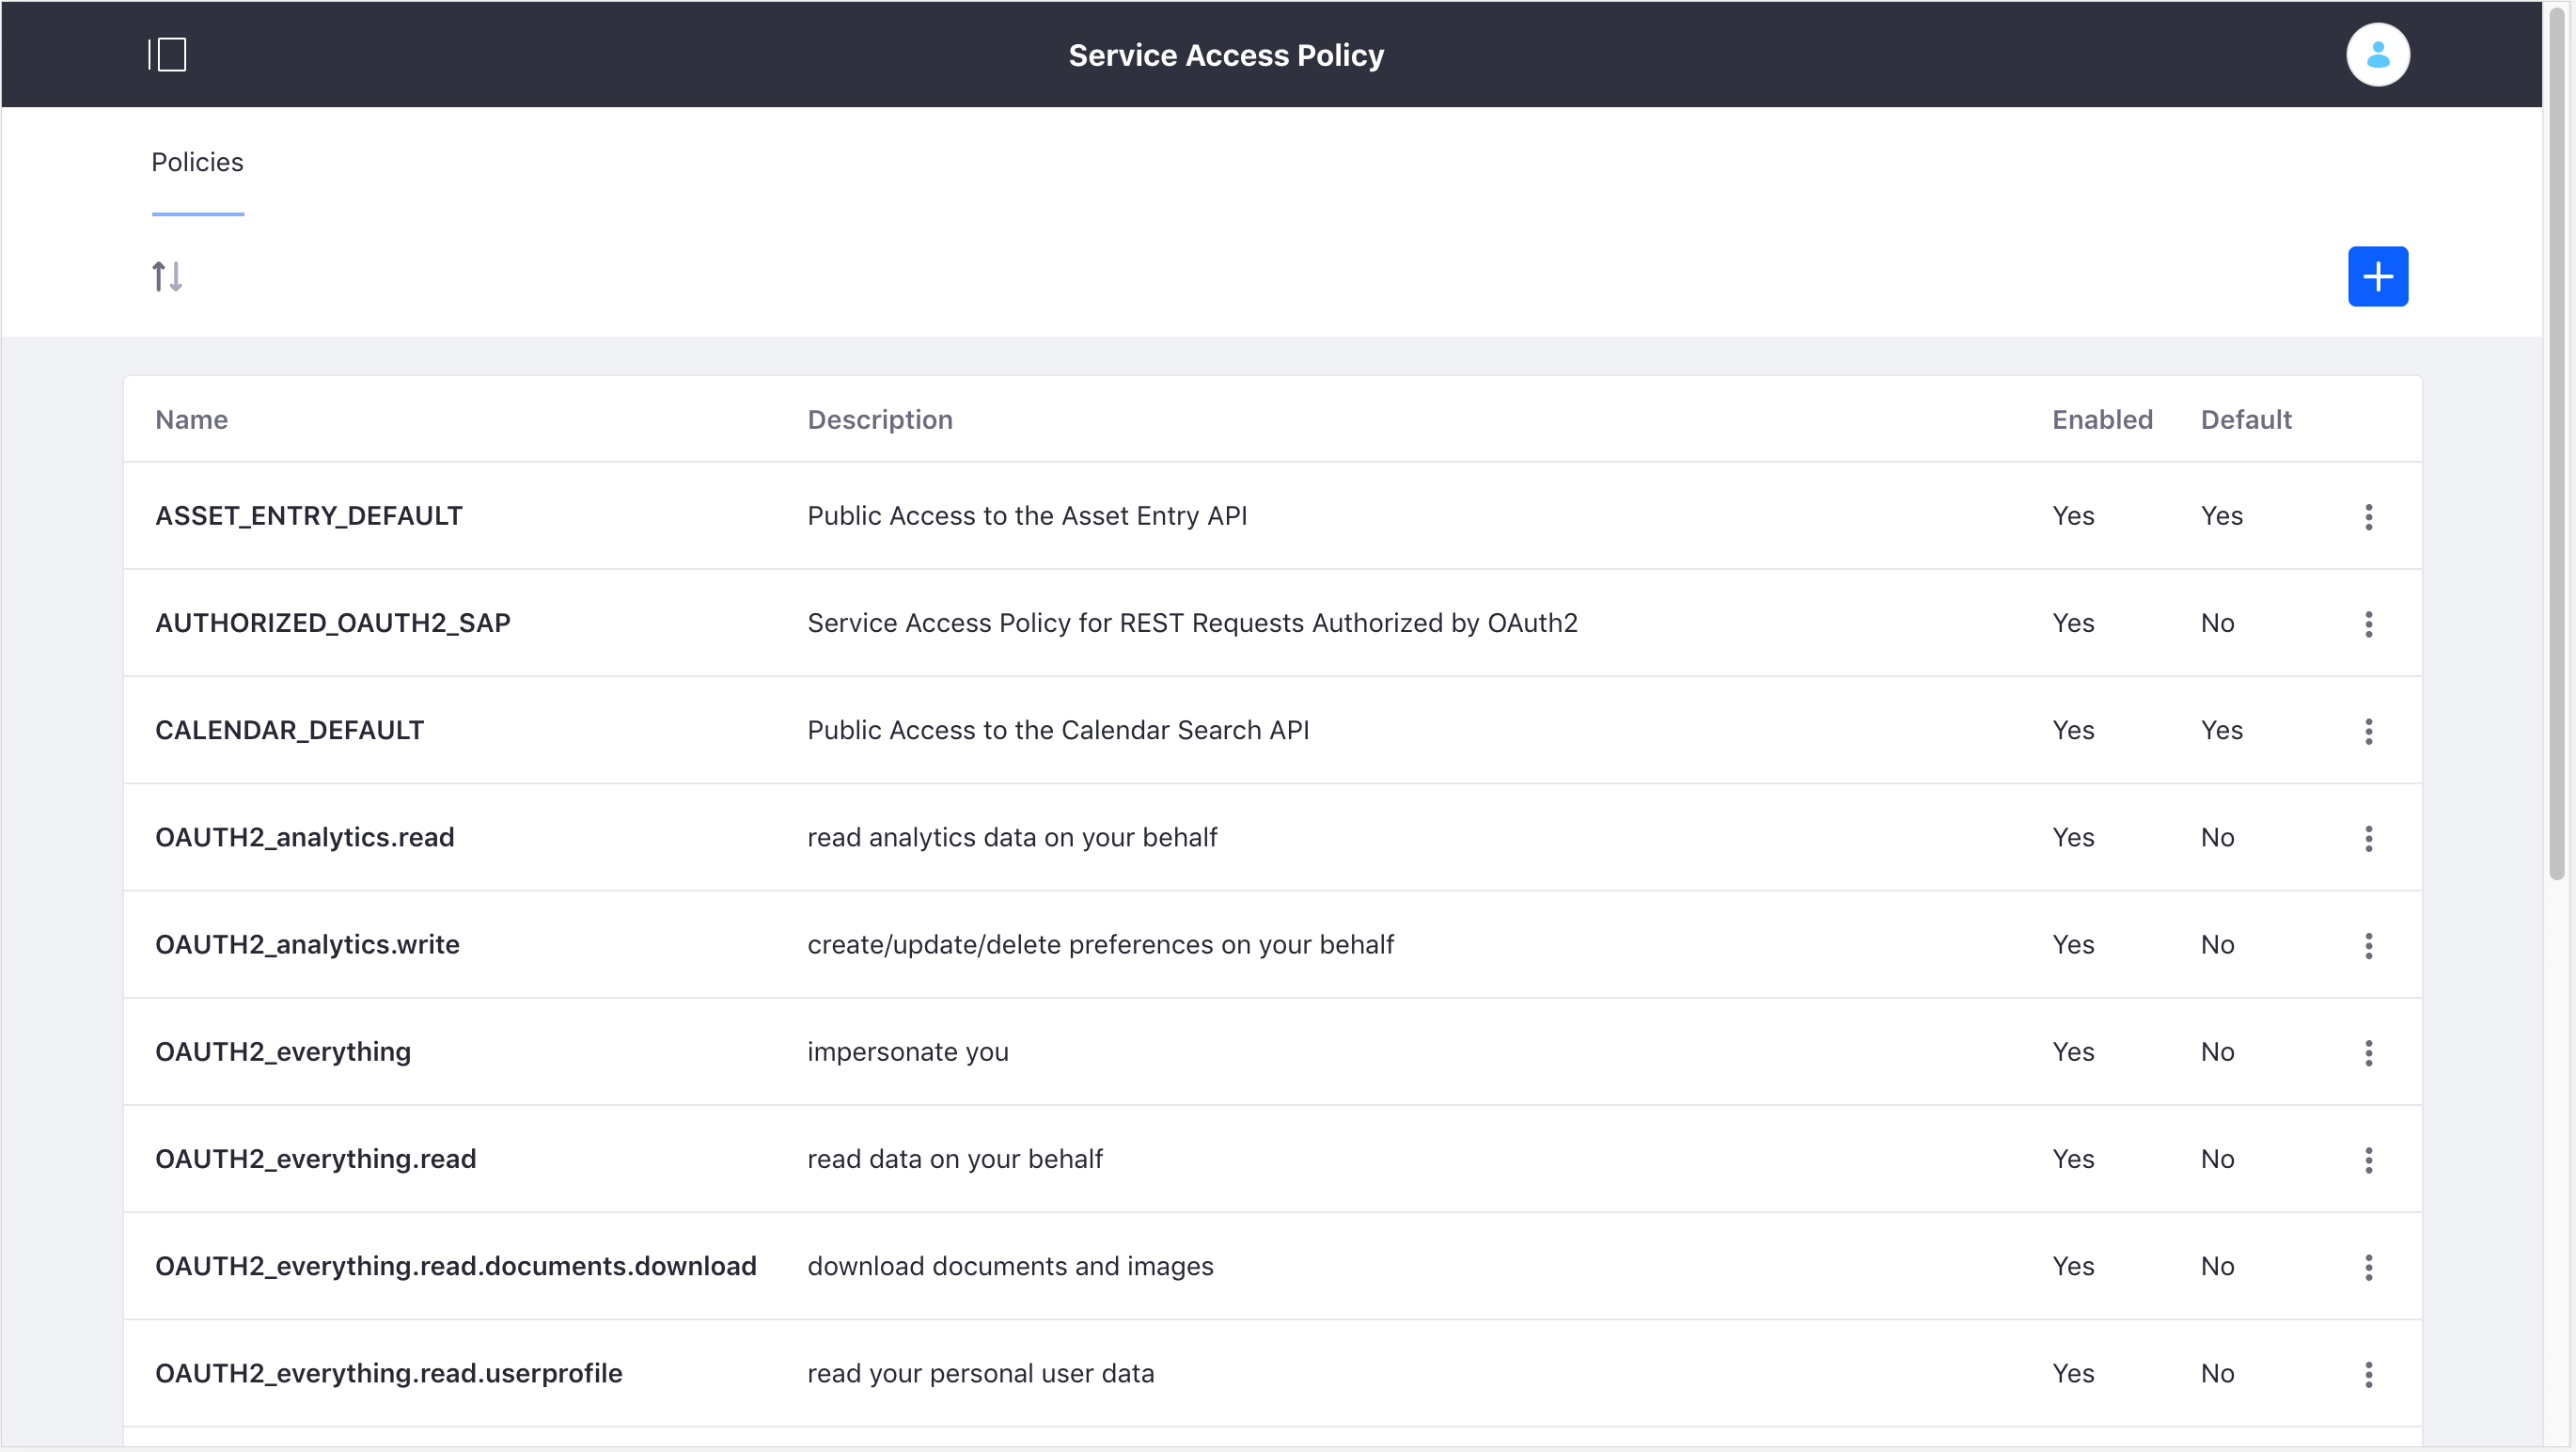 Service Access Policy
Policies
Name Description Enabled Default
ASSET_ENTRY_DEFAULT Public Access to the Asset Entry API Yes Yes
AUTHORIZED_OAUTH2_SAP Service Access Policy for REST Requests Authorized by OAuth2 Yes No
CALENDAR_DEFAULT Public Access to the Calendar Search API Yes Yes
OAUTH2_analytics.read read analytics data on your behalf Yes No
OAUTH2_analytics.write create/update/delete preferences on your behalf Yes No
OAUTH2_everything impersonate you Yes No
OAUTH2_everything.read read data on your behalf Yes No
OAUTH2_everything.read.documents.download download documents and images Yes No
OAUTH2_everything.read.userprofile read your personal user data Yes No